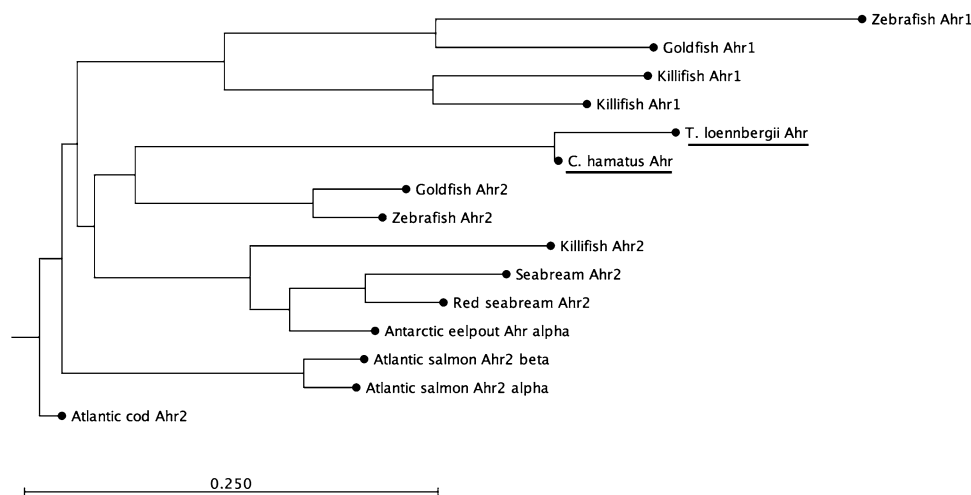 Zebrafish Ahr1
Goldfish Ahr1
Killifish Ahr1
Killifish Ahr1
T. loennbergii Ahr
C. hamatus Ahr
Goldfish Ahr2
Zebrafish Ahr2
Killifish Ahr2
Seabream Ahr2
Red seabream Ahr2
Antarctic eelpout Ahr alpha
Atlantic salmon Ahr2 beta
Atlantic salmon Ahr2 alpha
Atlantic cod Ahr2
0.250